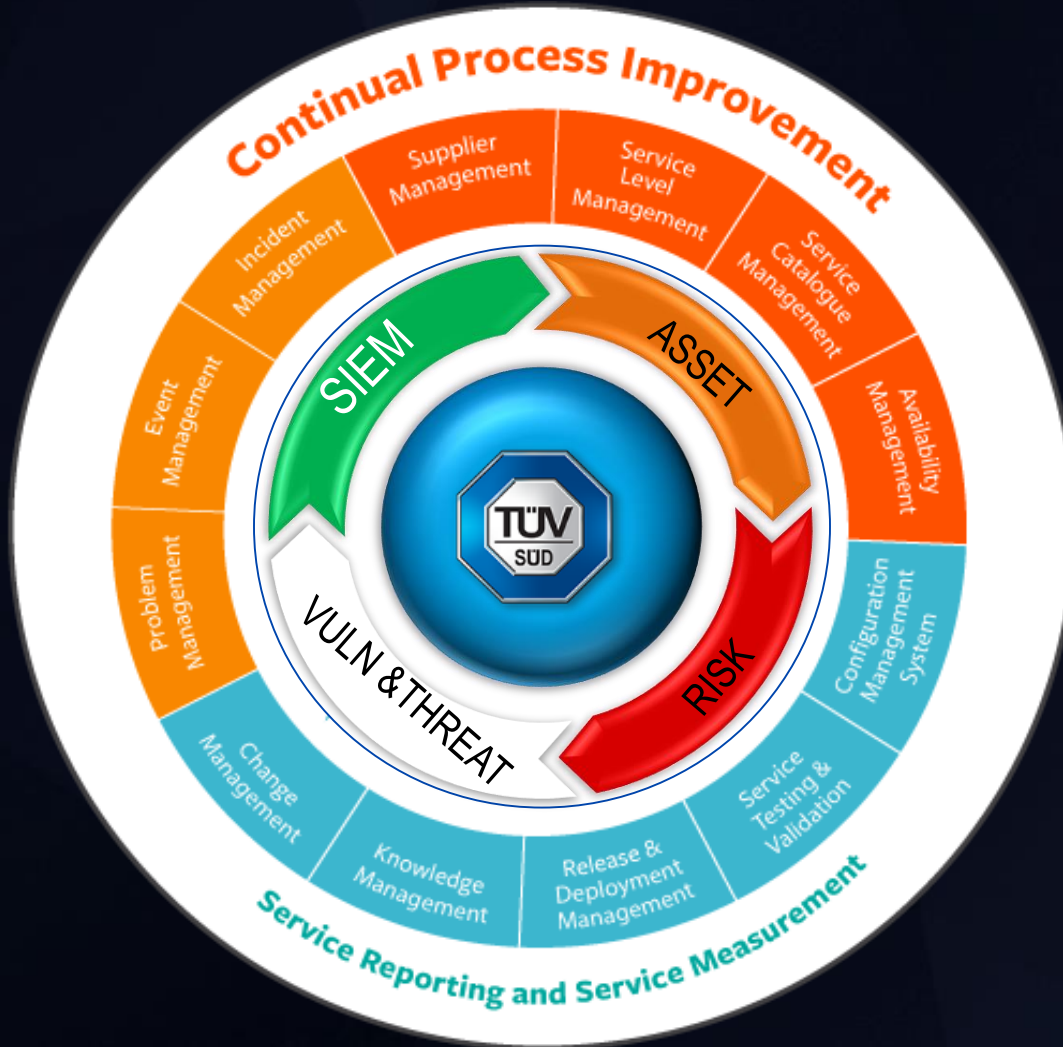 Continual Process Improvement
Supplier
Management
Service
Level
Management
Service
Catalogue
Management
Availability
Management
Configuration
Management
System
Service
Testing &
Validation
Release &
Deployment
Management
Knowledge
Management
Change
Management
Problem
Management
Event
Management
Incident
Management
SIEM
ASSET
RISK
VULN &THREAT
TÜV
SÜD
Service Reporting and Service Measurement